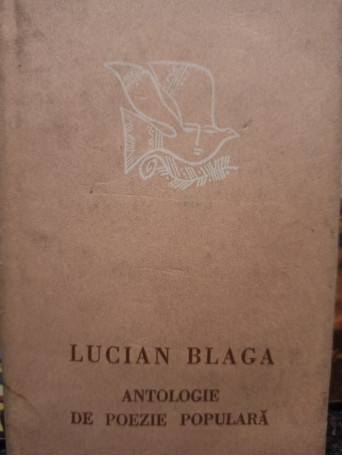 LUCIAN BLAGA
ANTOLOGIE
DE POEZIE POPULARĂ